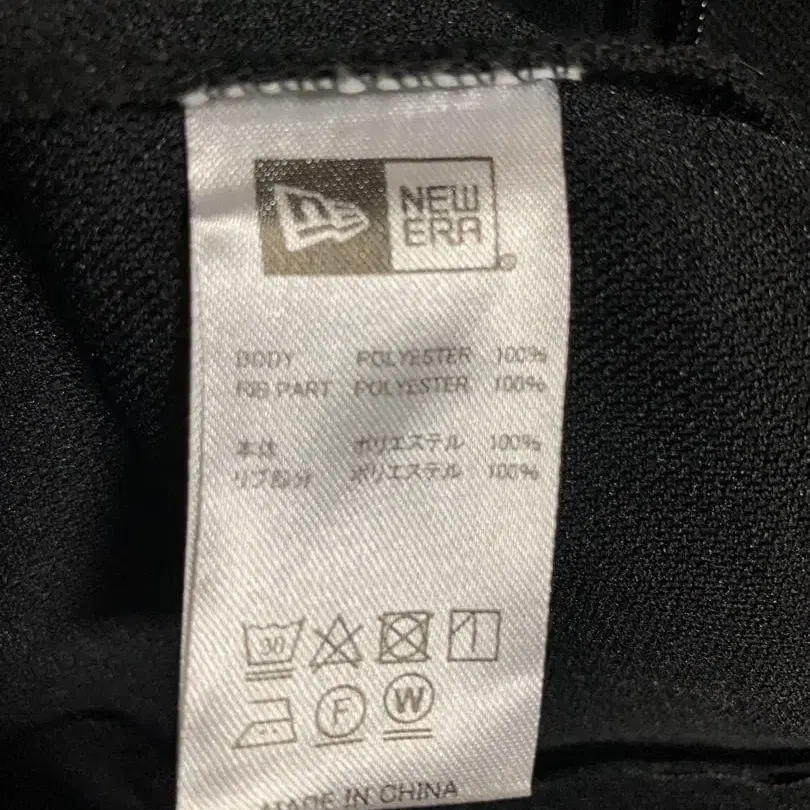 NEW
ERA
®
BODY POLYESTER 100%
RIB PART POLYESTER 100%
本体 ポリエステル 100%
リブ部分 ポリエステル 100%
30
F
W
MADE IN CHINA